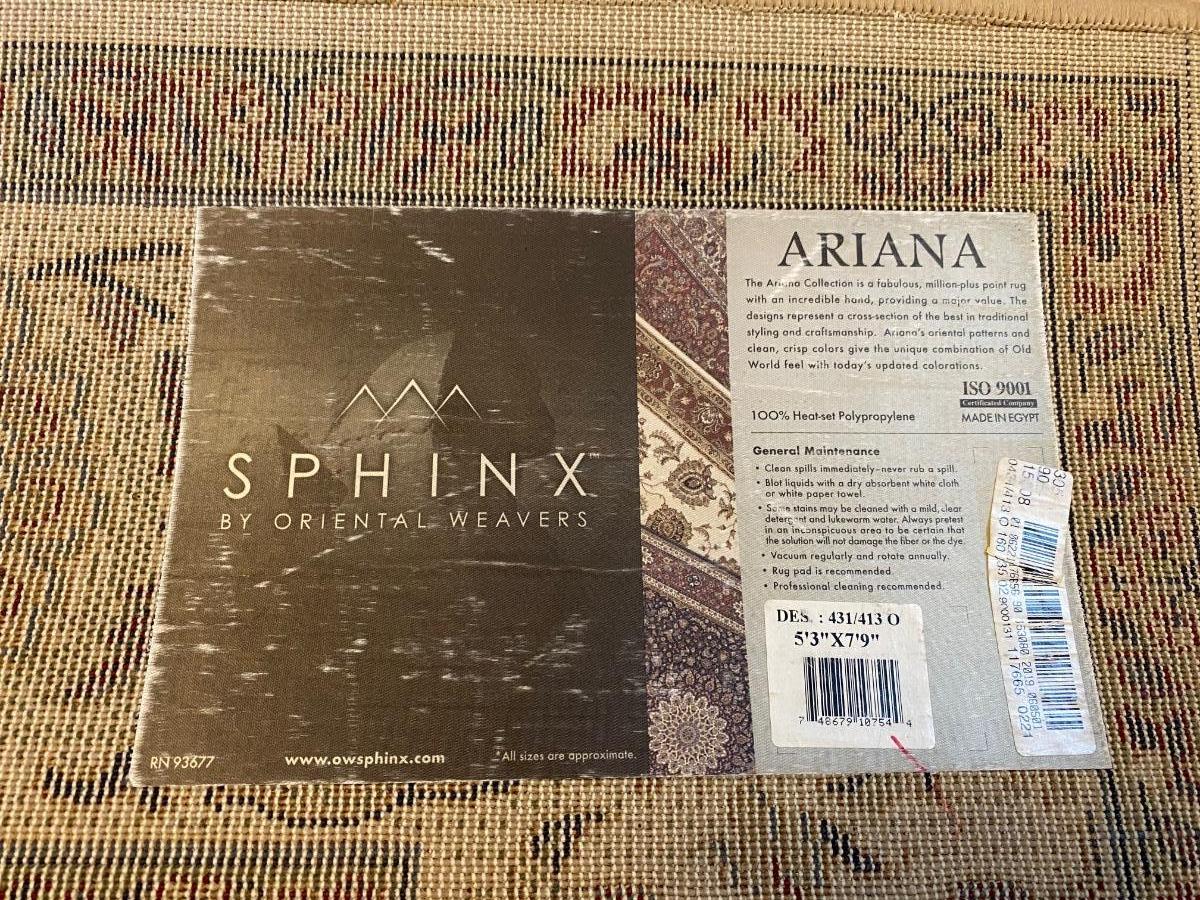 SPHINX™
BY ORIENTAL WEAVERS
RN 93677
www.owsphinx.com
*All sizes are approximate.
ARIANA
The Ariana Collection is a fabulous, million-plus point rug
with an incredible hand, providing a major value. The
designs represent a cross-section of the best in traditional
styling and craftsmanship. Ariana's oriental patterns and
clean, crisp colors give the unique combination of Old
World feel with today's updated colorations.
ISO 9001
Certificated Company
100% Heat-set Polypropylene
MADE IN EGYPT
General Maintenance
• Clean spills immediately–never rub a spill.
• Blot liquids with a dry absorbent white cloth
or white paper towel.
• Some stains may be cleaned with a mild, clear
detergent and lukewarm water. Always pretest
in an inconspicuous area to be certain that
the solution will not damage the fiber or the dye.
• Vacuum regularly and rotate annually.
• Rug pad is recommended.
• Professional cleaning recommended.
DES. : 431/413 O
5'3"X7'9"
7 48679 10754 4
90 153080 2019 060501
117665 0221